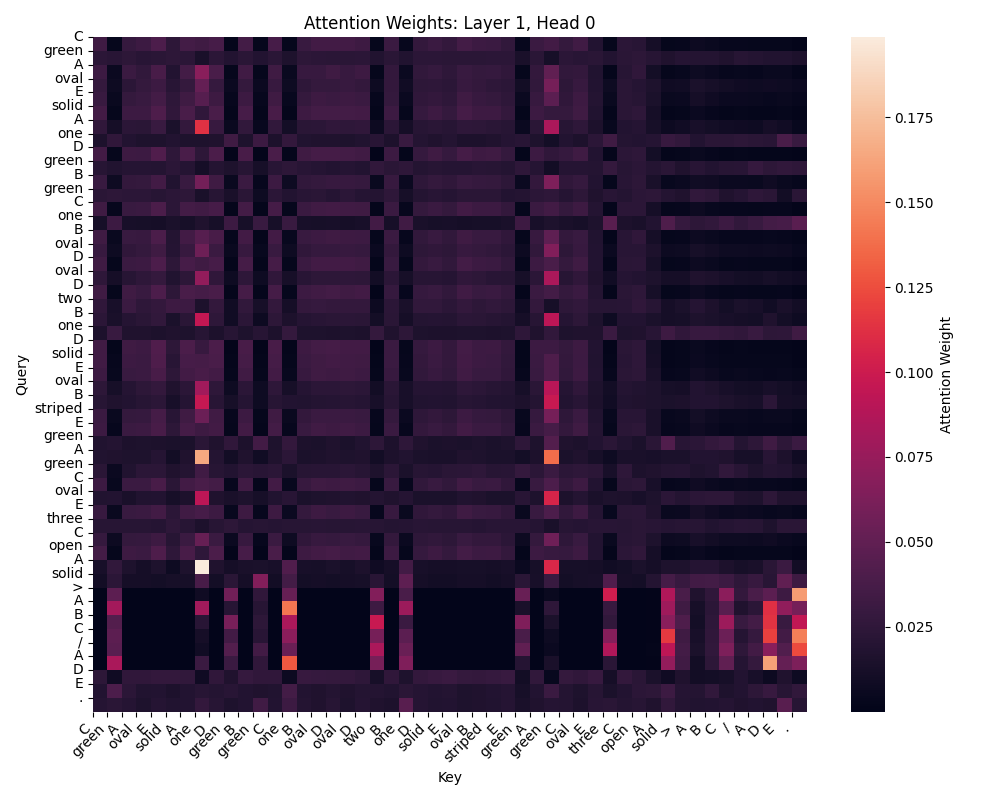 Attention Weights: Layer 1, Head 0
C
green
A
oval
E
solid
A
one
D
green
B
green
C
one
B
oval
D
oval
D
two
B
one
D
solid
E
oval
B
striped
E
green
A
green
C
oval
E
three
C
open
A
solid
>
A
B
C
/
A
D
E
.
Query
C green A oval E solid A one D green B green C one B oval D oval D two B one D solid E oval B striped E green A green C oval E three C open A solid > A B C / A D E .
Key
0.175
0.150
0.125
0.100
0.075
0.050
0.025
Attention Weight